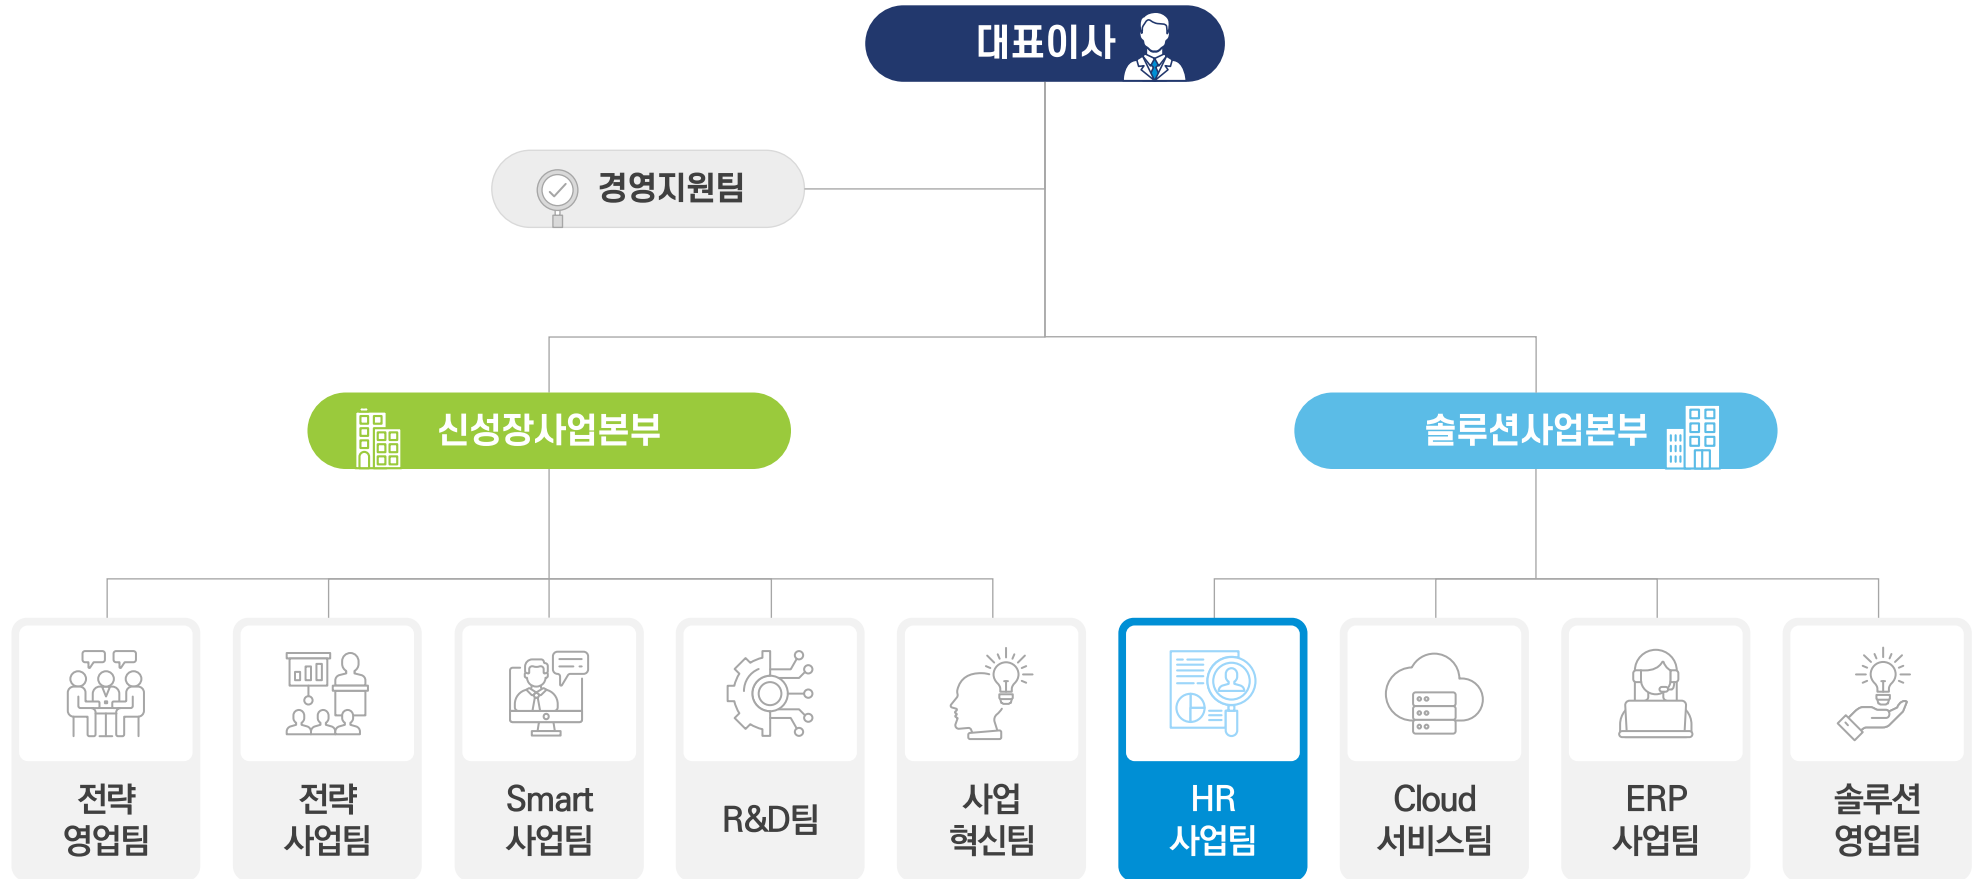 대표이사
경영지원팀
신성장사업본부
솔루션사업본부
전략
영업팀
전략
사업팀
Smart
사업팀
R&D팀
사업
혁신팀
HR
사업팀
Cloud
서비스팀
ERP
사업팀
솔루션
영업팀